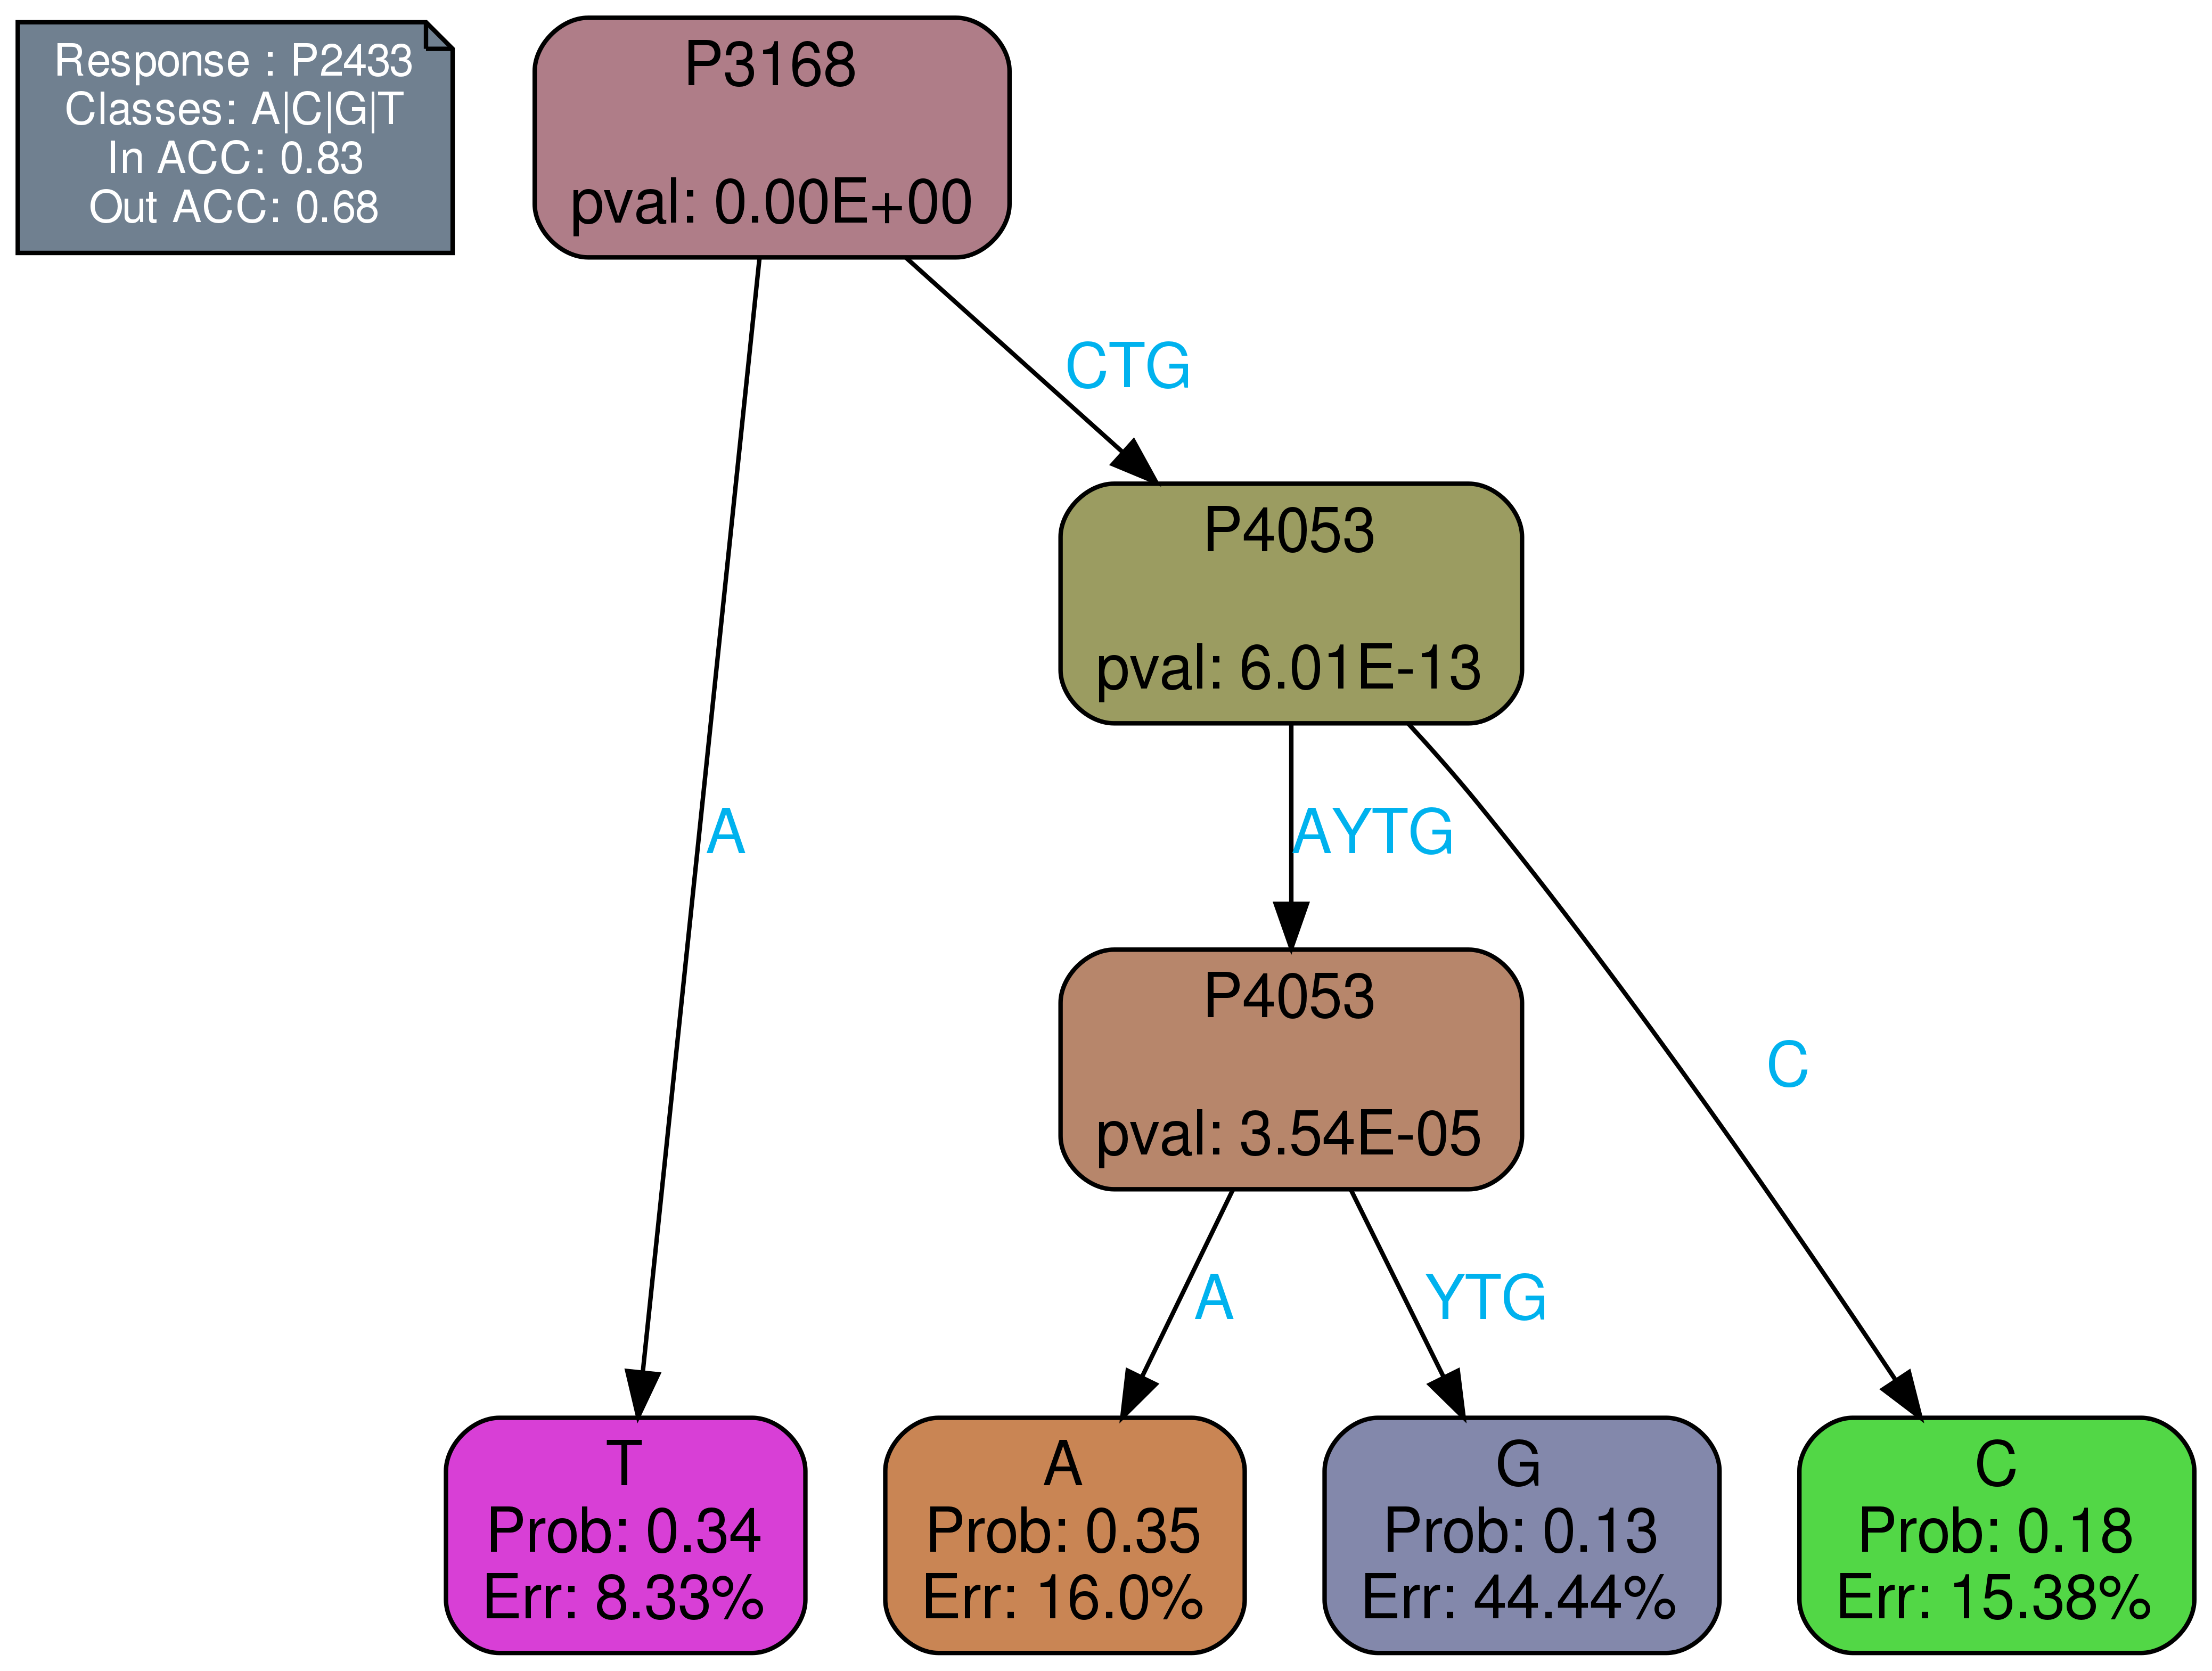 Response : P2433
Classes: A|C|G|T
In ACC: 0.83
Out ACC: 0.68
P3168
pval: 0.00E+00
CTG
P4053
pval: 6.01E-13
A
AYTG
C
P4053
pval: 3.54E-05
A
YTG
T
Prob: 0.34
Err: 8.33%
A
Prob: 0.35
Err: 16.0%
G
Prob: 0.13
Err: 44.44%
C
Prob: 0.18
Err: 15.38%